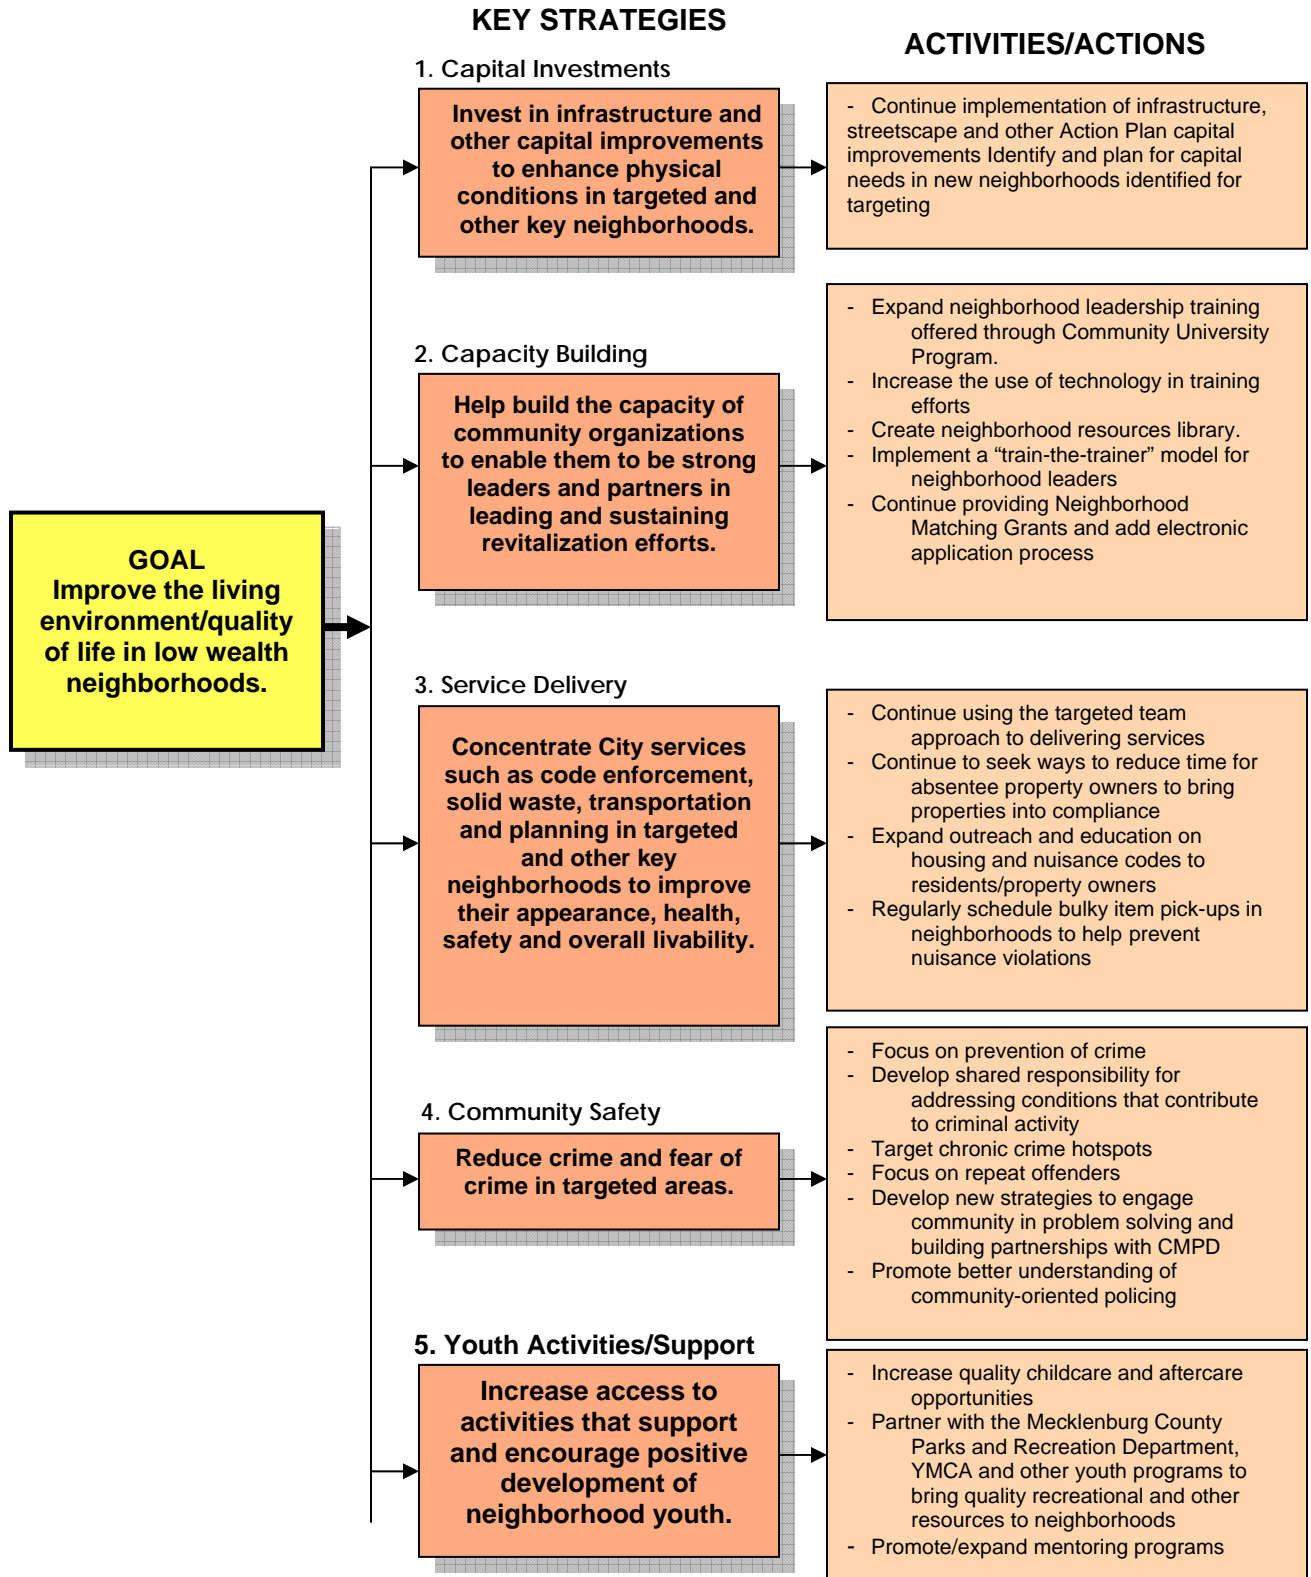 KEY STRATEGIES
ACTIVITIES/ACTIONS
GOAL
Improve the living
environment/quality
of life in low wealth
neighborhoods.
1. Capital Investments
Invest in infrastructure and
other capital improvements
to enhance physical
conditions in targeted and
other key neighborhoods.
- Continue implementation of infrastructure,
streetscape and other Action Plan capital
improvements Identify and plan for capital
needs in new neighborhoods identified for
targeting
2. Capacity Building
Help build the capacity of
community organizations
to enable them to be strong
leaders and partners in
leading and sustaining
revitalization efforts.
- Expand neighborhood leadership training
offered through Community University
Program.
- Increase the use of technology in training
efforts
- Create neighborhood resources library.
- Implement a “train-the-trainer” model for
neighborhood leaders
- Continue providing Neighborhood
Matching Grants and add electronic
application process
3. Service Delivery
Concentrate City services
such as code enforcement,
solid waste, transportation
and planning in targeted
and other key
neighborhoods to improve
their appearance, health,
safety and overall livability.
- Continue using the targeted team
approach to delivering services
- Continue to seek ways to reduce time for
absentee property owners to bring
properties into compliance
- Expand outreach and education on
housing and nuisance codes to
residents/property owners
- Regularly schedule bulky item pick-ups in
neighborhoods to help prevent
nuisance violations
4. Community Safety
Reduce crime and fear of
crime in targeted areas.
- Focus on prevention of crime
- Develop shared responsibility for
addressing conditions that contribute
to criminal activity
- Target chronic crime hotspots
- Focus on repeat offenders
- Develop new strategies to engage
community in problem solving and
building partnerships with CMPD
- Promote better understanding of
community-oriented policing
5. Youth Activities/Support
Increase access to
activities that support
and encourage positive
development of
neighborhood youth.
- Increase quality childcare and aftercare
opportunities
- Partner with the Mecklenburg County
Parks and Recreation Department,
YMCA and other youth programs to
bring quality recreational and other
resources to neighborhoods
- Promote/expand mentoring programs